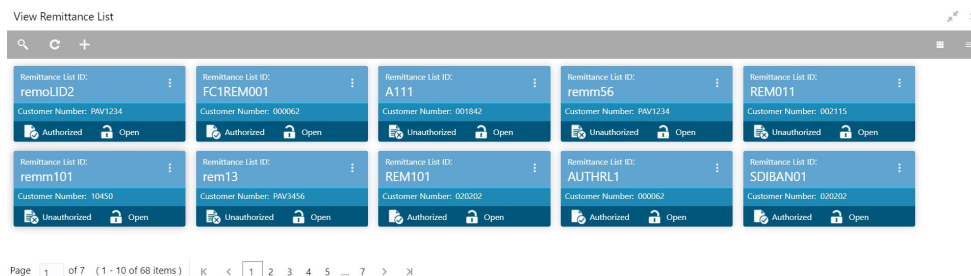 View Remittance List
Remittance List ID:
remoLID2
Customer Number: PAV1234
Authorized Open
Remittance List ID:
FC1REM001
Customer Number: 000062
Authorized Open
Remittance List ID:
A111
Customer Number: 001842
Unauthorized Open
Remittance List ID:
remm56
Customer Number: PAV1234
Unauthorized Open
Remittance List ID:
REM011
Customer Number: 002115
Unauthorized Open
Remittance List ID:
remm101
Customer Number: 10450
Unauthorized Open
Remittance List ID:
rem13
Customer Number: PAV3456
Unauthorized Open
Remittance List ID:
REM101
Customer Number: 020202
Authorized Open
Remittance List ID:
AUTHRL1
Customer Number: 000062
Authorized Open
Remittance List ID:
SDIBAN01
Customer Number: 020202
Authorized Open
Page 1 of 7 ( 1 - 10 of 68 items ) 1 2 3 4 5 ... 7